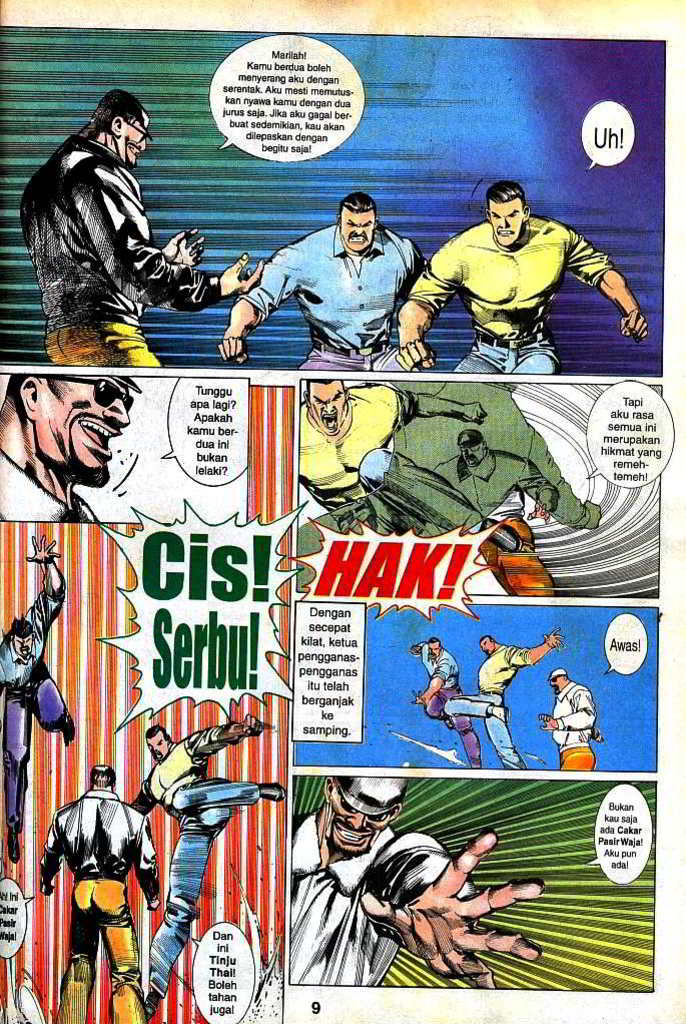 Marilah!
Kamu berdua boleh
menyerang aku dengan
serentak. Aku mesti memutus-
kan nyawa kamu dengan dua
jurus saja. Jika aku gagal ber-
buat sedemikian, kau akan
dilepaskan dengan
begitu saja!
Uh!
Tunggu
apa lagi?
Apakah
kamu ber-
dua ini
bukan
lelaki?
Tapi
aku rasa
semua ini
merupakan
hikmat yang
remeh-
temeh!
Cis!
Serbu!
HAK!
Dengan
secepat
kilat, ketua
pengganas-
pengganas
itu telah
berganjak
ke
samping.
Awas!
Ah! Ini
Cakar
Pasir
Waja!
Dan
ini
Tinju
Thai!
Boleh
tahan
juga!
Bukan
kau saja
ada Cakar
Pasir Waja!
Aku pun
ada!
9